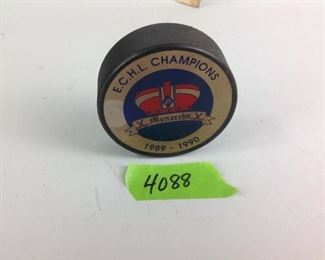 E.C.H.L. CHAMPIONS
Monarchs
1989 - 1990
4088